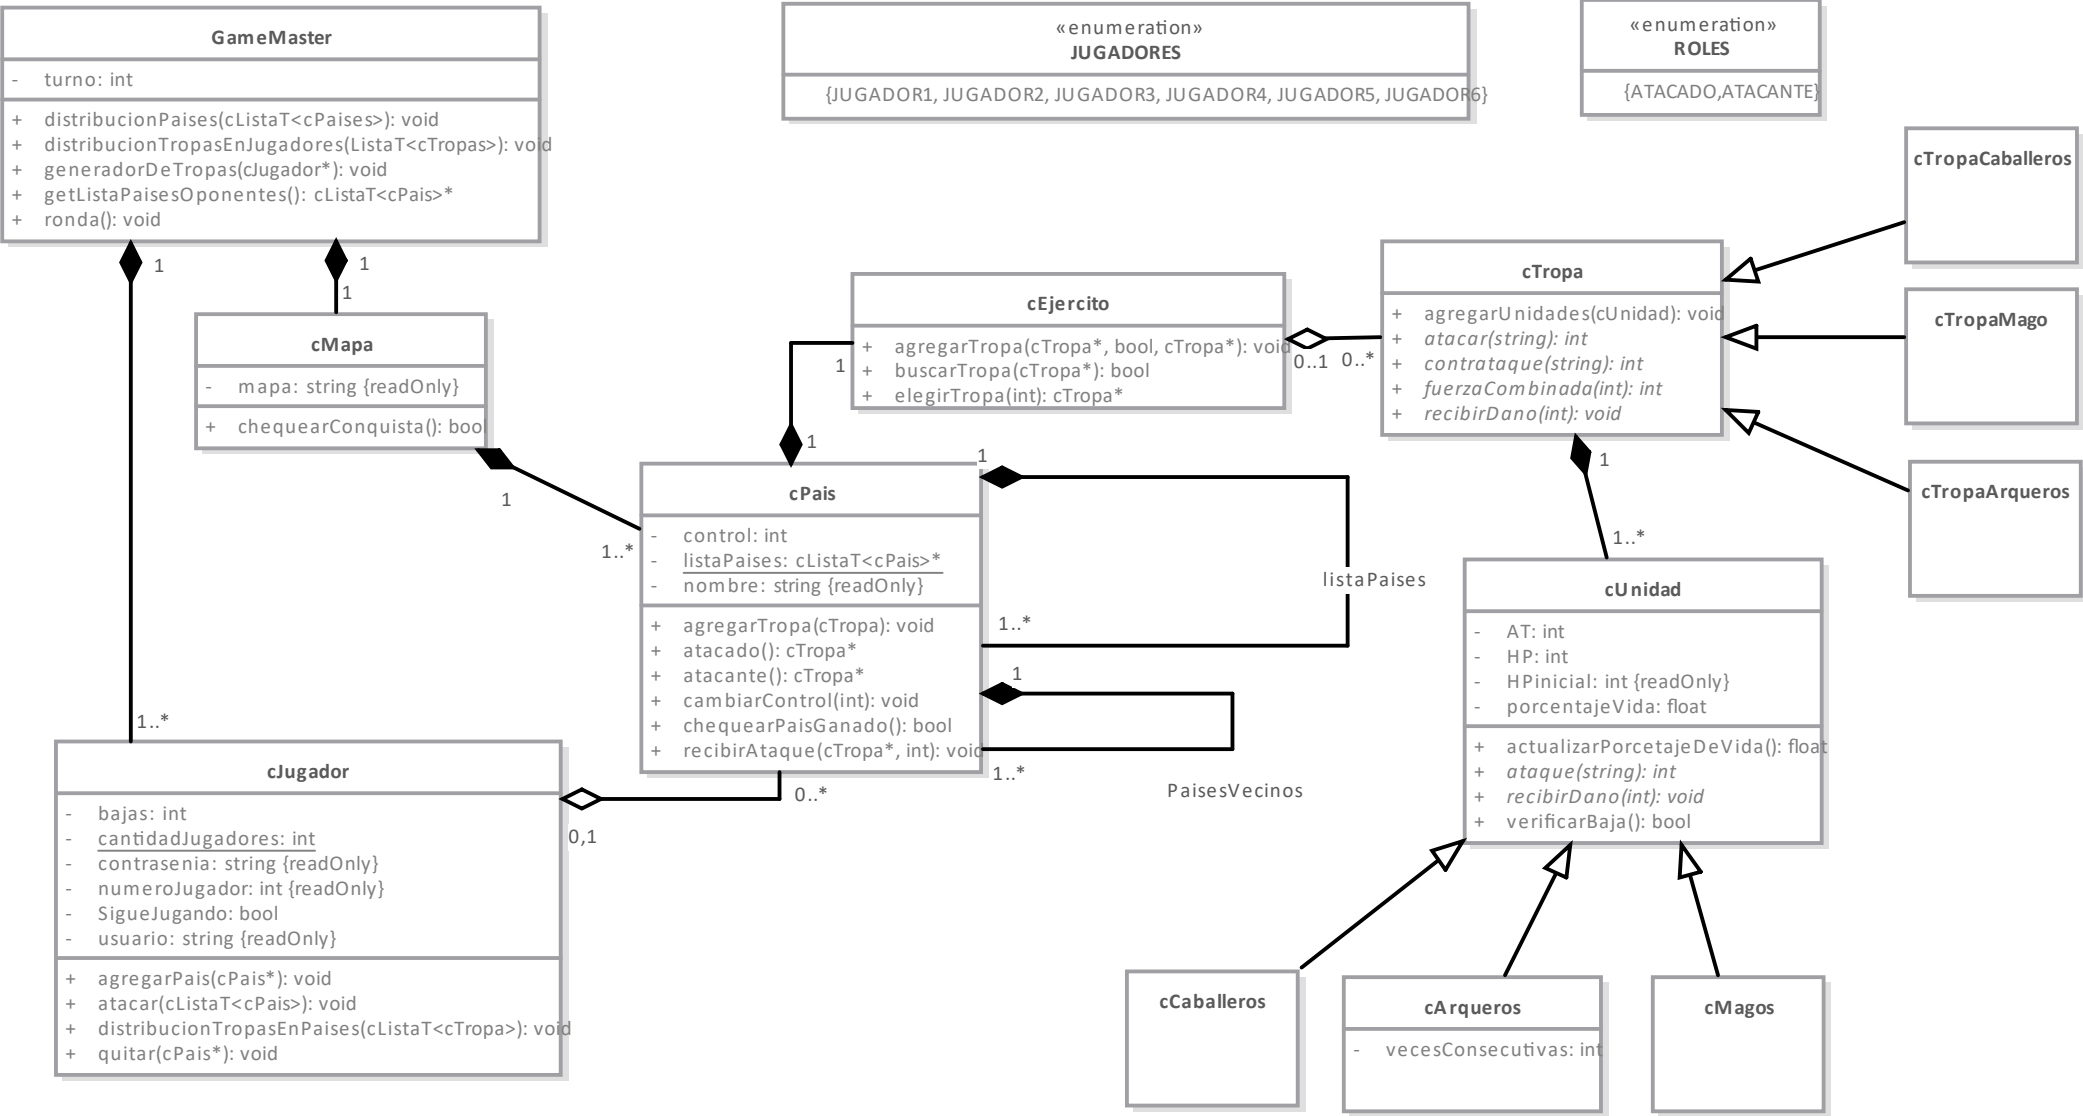 GameMaster
- turno: int
+ distribucionPaises(cListaT<cPaises>): void
+ distribucionTropasEnJugadores(ListaT<cTropas>): void
+ generadorDeTropas(cJugador*): void
+ getListaPaisesOponentes(): cListaT<cPais>*
+ ronda(): void
«enumeration»
JUGADORES
{JUGADOR1, JUGADOR2, JUGADOR3, JUGADOR4, JUGADOR5, JUGADOR6}
«enumeration»
ROLES
{ATACADO,ATACANTE}
cTropaCaballeros
cTropaMago
cTropaArqueros
1
1
1
cMapa
- mapa: string {readOnly}
+ chequearConquista(): bool
1
1..*
cEjercito
+ agregarTropa(cTropa*, bool, cTropa*): void
+ buscarTropa(cTropa*): bool
+ elegirTropa(int): cTropa*
1
1
0..1
0..*
cTropa
+ agregarUnidades(cUnidad): void
+ atacar(string): int
+ contrataque(string): int
+ fuerzaCombinada(int): int
+ recibirDano(int): void
1
1..*
cPais
- control: int
- listaPaises: cListaT<cPais>*
- nombre: string {readOnly}
+ agregarTropa(cTropa): void
+ atacado(): cTropa*
+ atacante(): cTropa*
+ cambiarControl(int): void
+ chequearPaisGanado(): bool
+ recibirAtaque(cTropa*, int): void
1
listaPaises
1..*
1
1..*
PaisesVecinos
cUnidad
- AT: int
- HP: int
- HPinicial: int {readOnly}
- porcentajeVida: float
+ actualizarPorcetajeDeVida(): float
+ ataque(string): int
+ recibirDano(int): void
+ verificarBaja(): bool
1..*
cJugador
- bajas: int
- cantidadJugadores: int
- contrasenia: string {readOnly}
- numeroJugador: int {readOnly}
- SigueJugando: bool
- usuario: string {readOnly}
+ agregarPais(cPais*): void
+ atacar(cListaT<cPais>): void
+ distribucionTropasEnPaises(cListaT<cTropa>): void
+ quitar(cPais*): void
0..*
0,1
cCaballeros
cArqueros
- vecesConsecutivas: int
cMagos